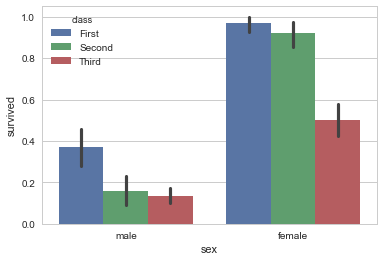 class
First
Second
Third
1.0
0.8
0.6
0.4
0.2
0.0
survived
male female
sex